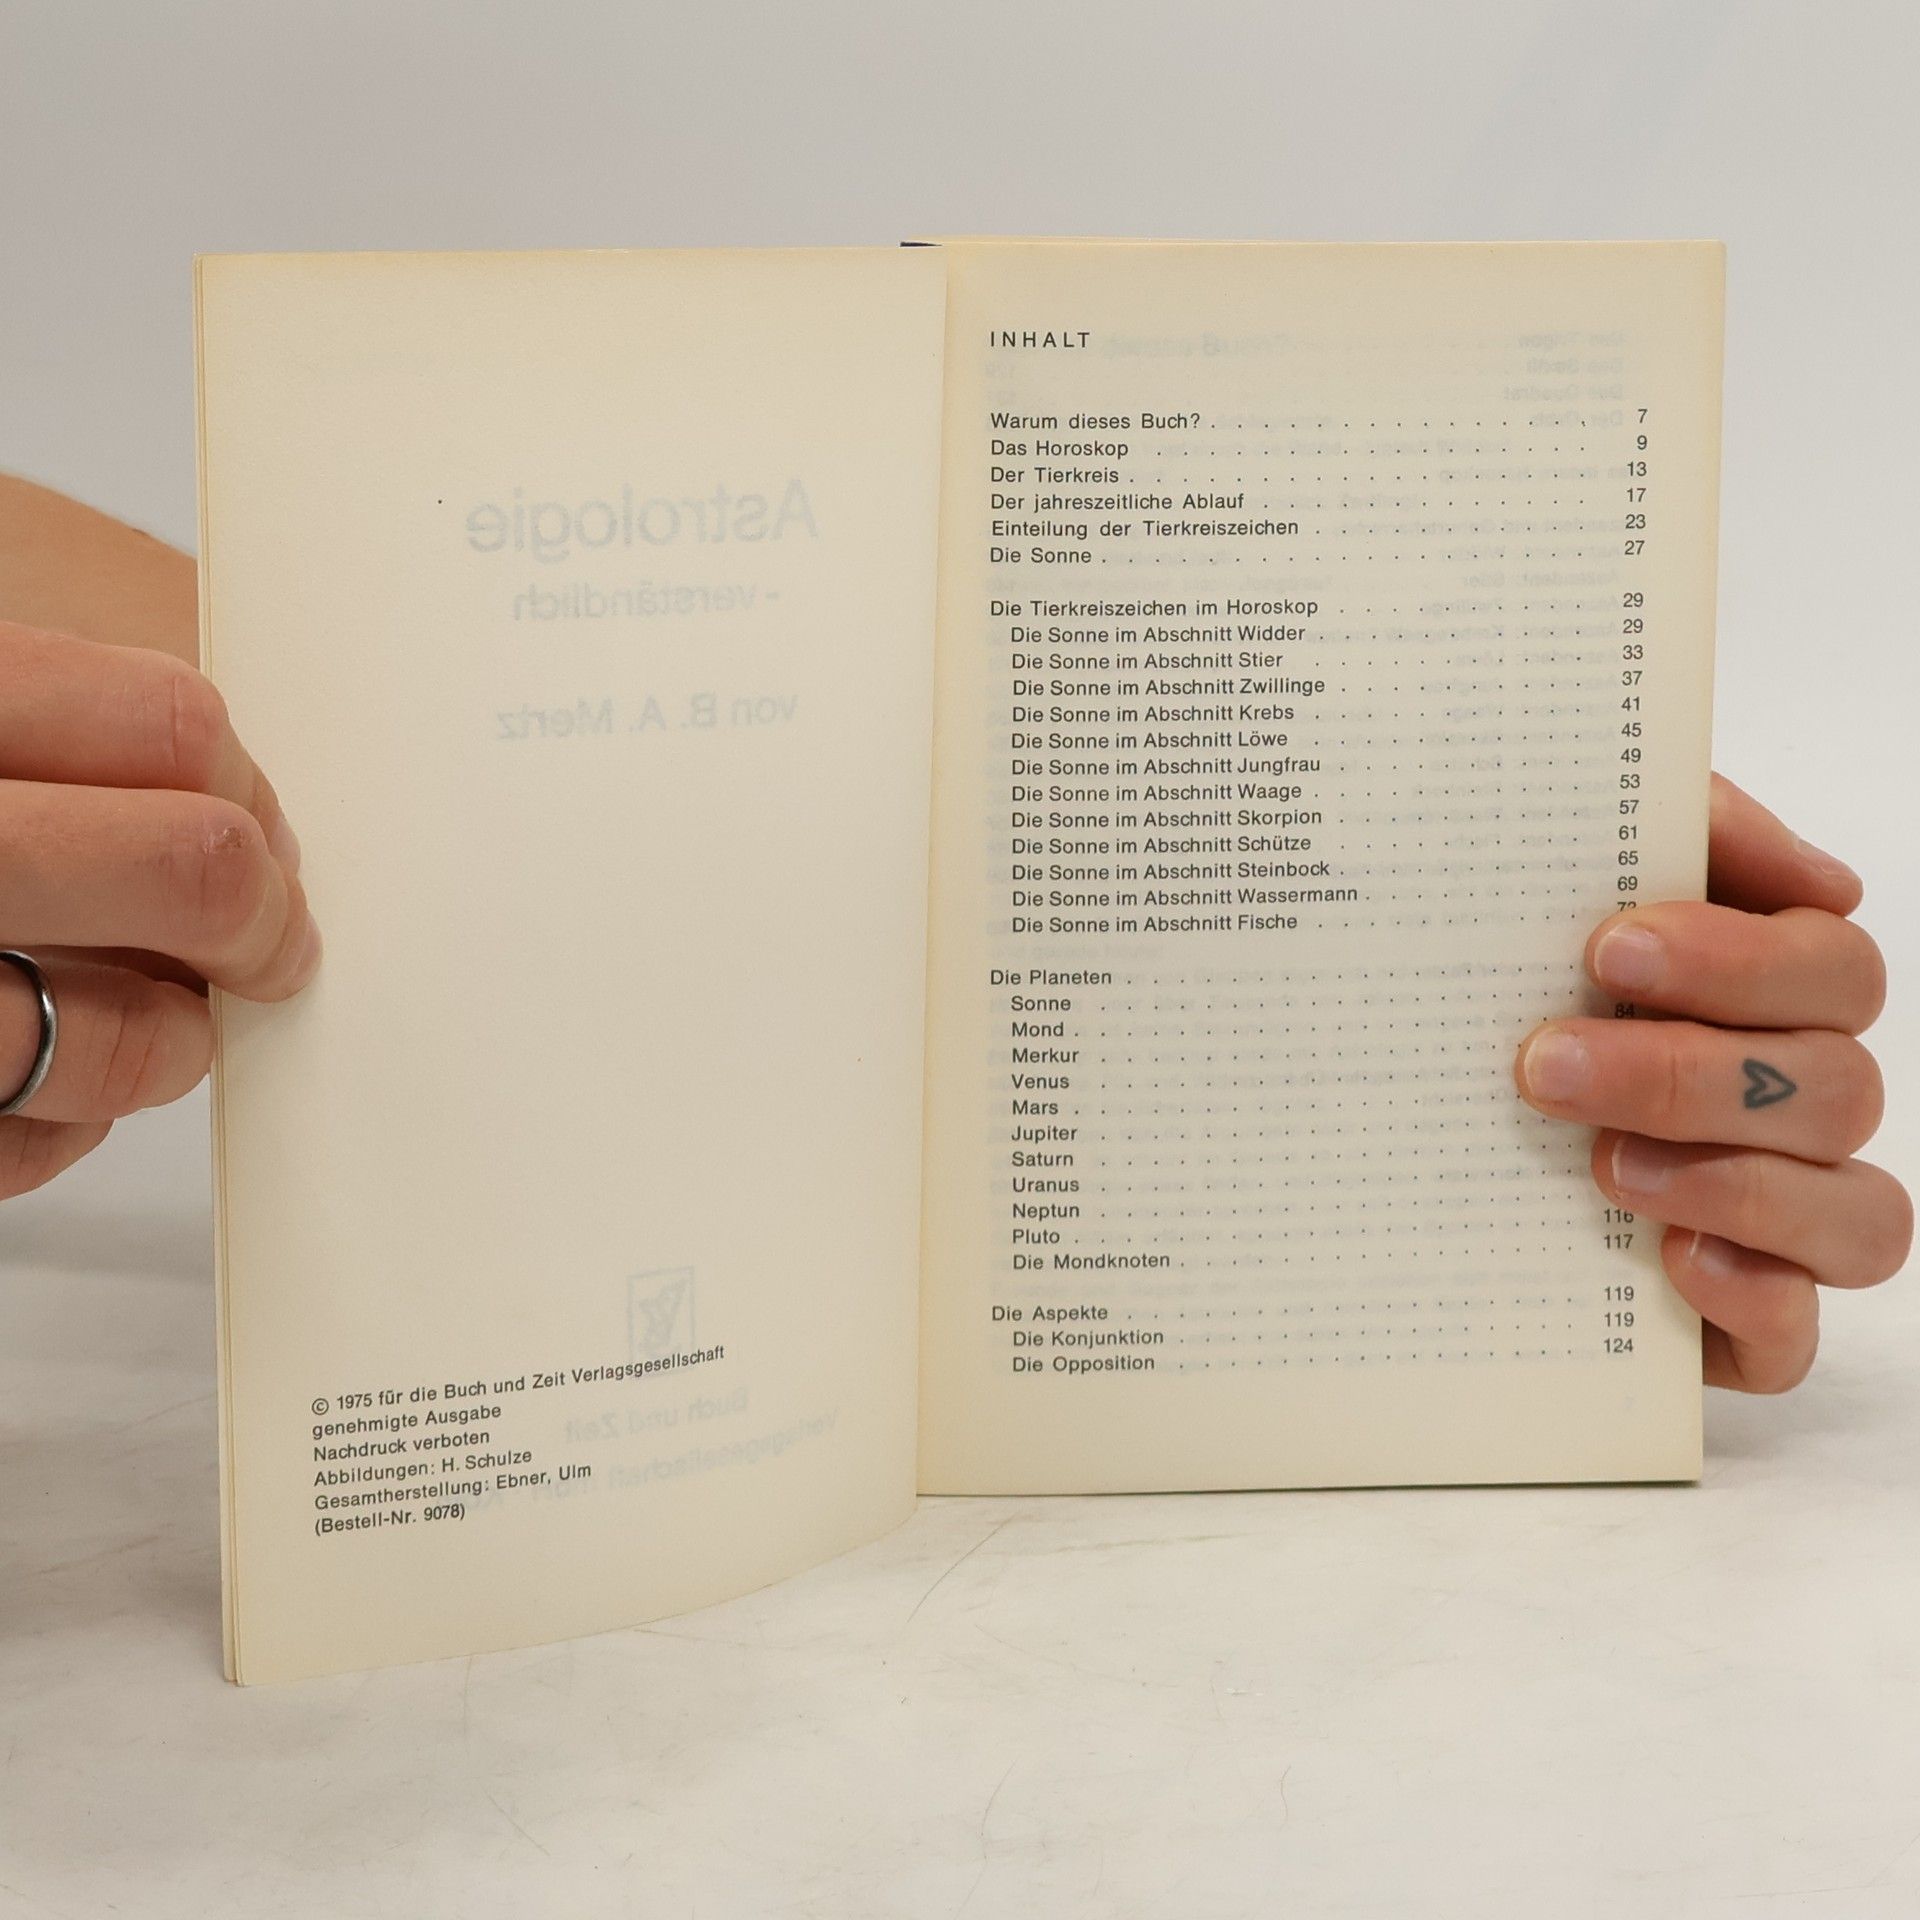 Astrologie
-verständlich
von B. A. Mertz
© 1975 für die Buch und Zeit Verlagsgesellschaft
genehmigte Ausgabe
Nachdruck verboten
Abbildungen: H. Schulze
Gesamtherstellung: Ebner, Ulm
(Bestell-Nr. 9078)
INHALT
Warum dieses Buch? . . . . . . . . . . . . . . . 7
Das Horoskop . . . . . . . . . . . . . . . . . 9
Der Tierkreis . . . . . . . . . . . . . . . . . . 13
Der jahreszeitliche Ablauf . . . . . . . . . . . . . 17
Einteilung der Tierkreiszeichen . . . . . . . . . . . 23
Die Sonne . . . . . . . . . . . . . . . . . . . 27
Die Tierkreiszeichen im Horoskop . . . . . . . . . . 29
Die Sonne im Abschnitt Widder . . . . . . . . . . . 29
Die Sonne im Abschnitt Stier . . . . . . . . . . . 33
Die Sonne im Abschnitt Zwillinge . . . . . . . . . . 37
Die Sonne im Abschnitt Krebs . . . . . . . . . . . 41
Die Sonne im Abschnitt Löwe . . . . . . . . . . . 45
Die Sonne im Abschnitt Jungfrau . . . . . . . . . . 49
Die Sonne im Abschnitt Waage . . . . . . . . . . . 53
Die Sonne im Abschnitt Skorpion . . . . . . . . . . 57
Die Sonne im Abschnitt Schütze . . . . . . . . . . 61
Die Sonne im Abschnitt Steinbock . . . . . . . . . . 65
Die Sonne im Abschnitt Wassermann . . . . . . . . . 69
Die Sonne im Abschnitt Fische . . . . . . . . . . .
Die Planeten . . . . . . . . . . . . . . . . . .
Sonne . . . . . . . . . . . . . . . . . . .
Mond . . . . . . . . . . . . . . . . . . . 84
Merkur . . . . . . . . . . . . . . . . .
Venus . . . . . . . . . . . . . . . . .
Mars . . . . . . . . . . . . . . . . . .
Jupiter . . . . . . . . . . . . . . . . . . .
Saturn . . . . . . . . . . . . . . . . . . .
Uranus . . . . . . . . . . . . . . . . . . .
Neptun . . . . . . . . . . . . . . . . . . .
Pluto . . . . . . . . . . . . . . . . . . . . 116
Die Mondknoten . . . . . . . . . . . . . . . . 117
Die Aspekte . . . . . . . . . . . . . . . . . . 119
Die Konjunktion . . . . . . . . . . . . . . . . 119
Die Opposition . . . . . . . . . . . . . . . . 124